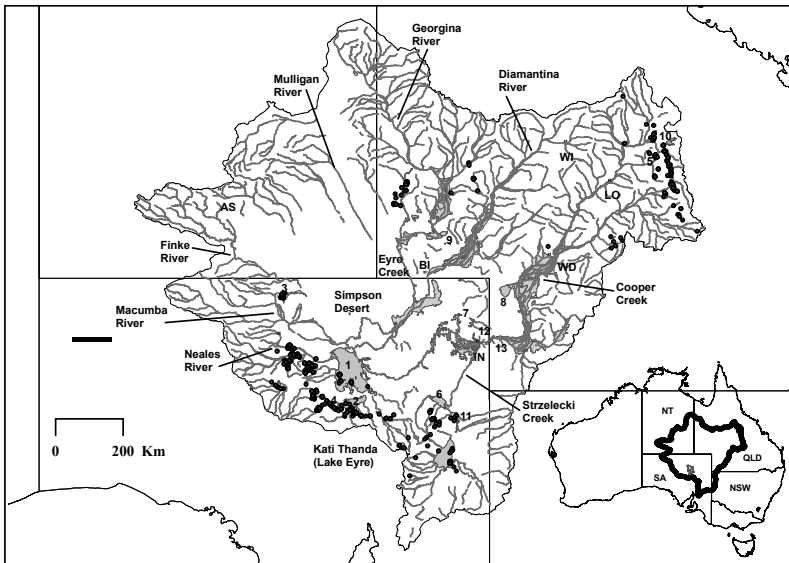 Georgina
River
Mulligan
River
Diamantina
River
10
WI
5
LO
AS
9
Finke
River
Eyre
Creek
BI
WD
Cooper
Creek
3
Simpson
Desert
8
Macumba
River
7
12
Neales
River
13
IN
1
6
2
4
11
Strzelecki
Creek
0
200 Km
Kati Thanda
(Lake Eyre)
NT
QLD
SA
NSW